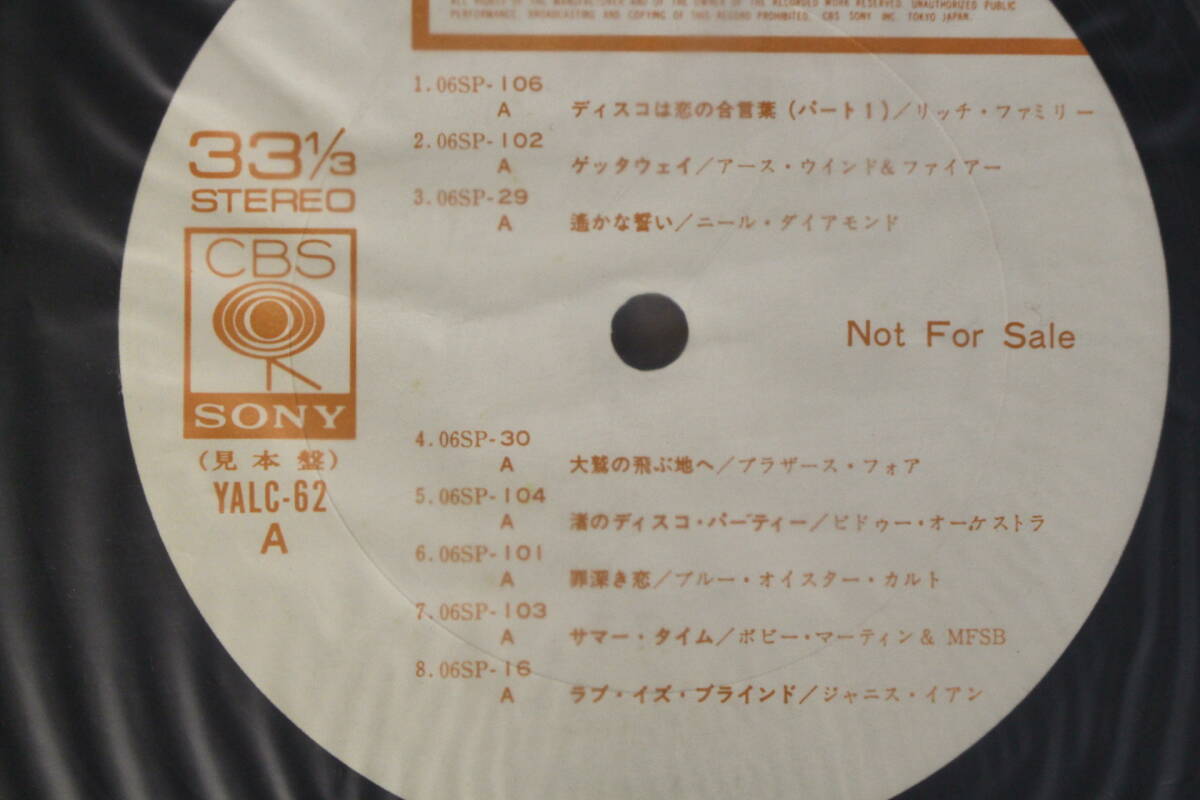 ALL RIGHTS OF THE MANUFACTURER AND OF THE OWNER OF THE RECORDED WORK RESERVED. UNAUTHORIZED PUBLIC
PERFORMANCE, BROADCASTING AND COPYING OF THIS RECORD PROHIBITED. CBS SONY INC. TOKYO JAPAN.
1.06SP-106
A ディスコは恋の合言葉 (パート1)/リッチ・ファミリー
2.06SP-102
A ゲッタウェイ/アース・ウインド&ファイアー
3.06SP-29
A 遙かな誓い/ニール・ダイアモンド
33 1/3
STEREO
CBS
SONY
(見本盤)
YALC-62
A
Not For Sale
4.06SP-30
A 大鷲の飛ぶ地へ/ブラザース・フォア
5.06SP-104
A 渚のディスコ・パーティー/ビドゥー・オーケストラ
6.06SP-101
A 罪深き恋/ブルー・オイスター・カルト
7.06SP-103
A サマー・タイム/ボビー・マーティン& MFSB
8.06SP-16
A ラブ・イズ・ブラインド/ジャニス・イアン